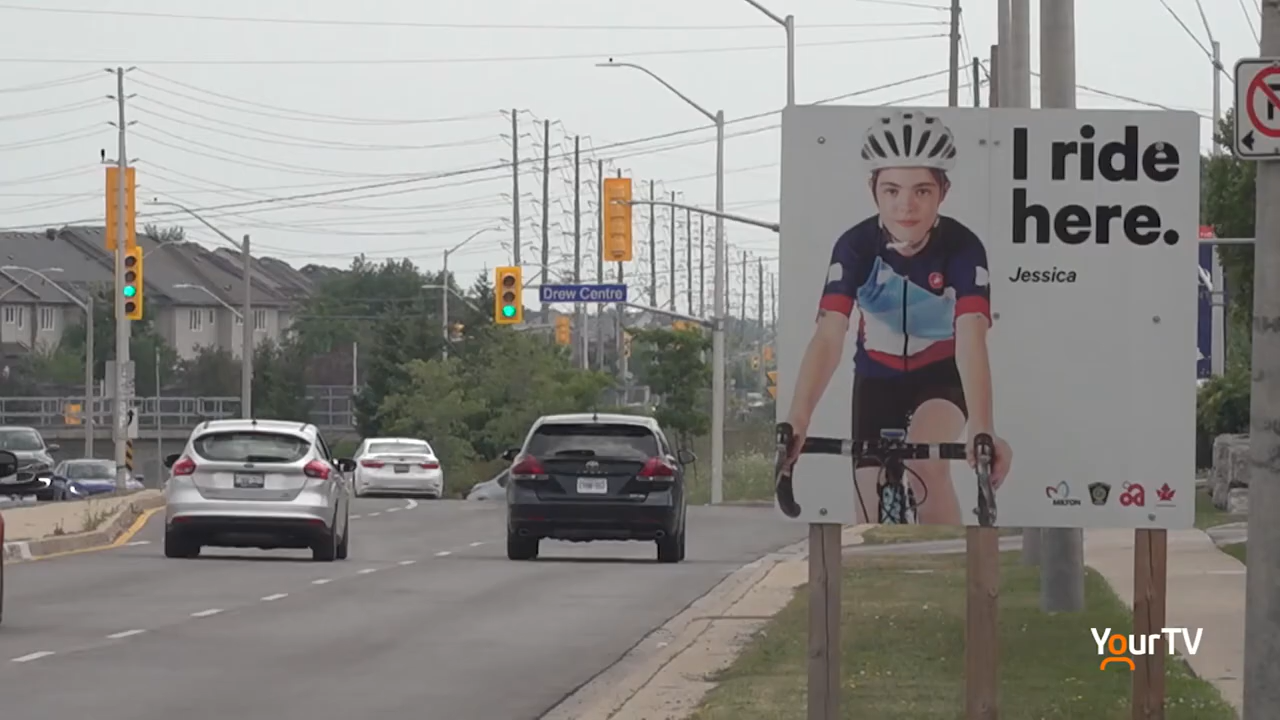 I ride
here.
Jessica
Drew Centre
MILTON
YourTV